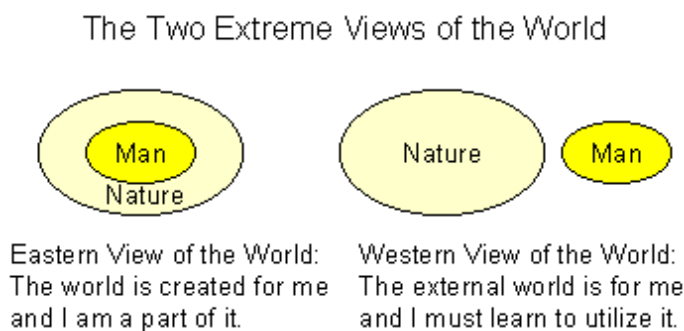 The Two Extreme Views of the World
Man
Nature
Nature
Man
Eastern View of the World:
The world is created for me
and I am a part of it.
Western View of the World:
The external world is for me
and I must learn to utilize it.